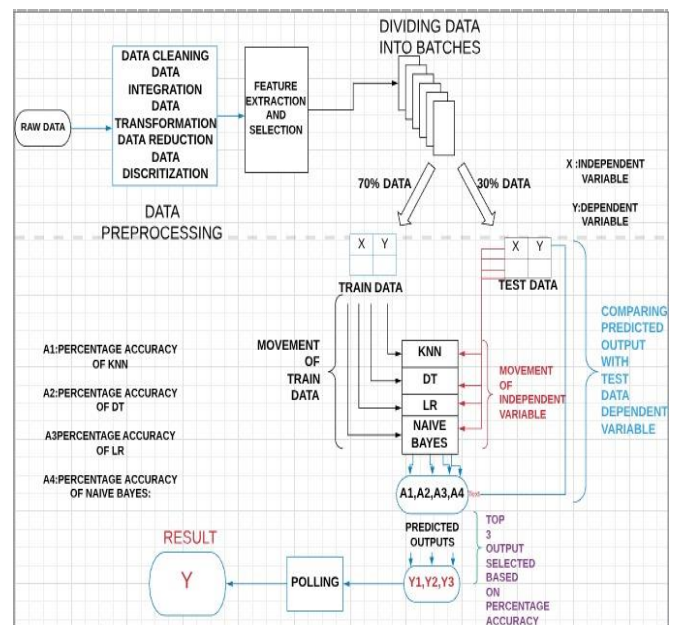 DIVIDING DATA
INTO BATCHES
RAW DATA
DATA CLEANING
DATA
INTEGRATION
DATA
TRANSFORMATION
DATA REDUCTION
DATA
DISCRITIZATION
FEATURE
EXTRACTION
AND
SELECTION
70% DATA
30% DATA
X :INDEPENDENT
VARIABLE
Y:DEPENDENT
VARIABLE
DATA
PREPROCESSING
X Y
TRAIN DATA
X Y
TEST DATA
MOVEMENT
OF
TRAIN
DATA
KNN
DT
LR
NAIVE
BAYES
MOVEMENT
OF
INDEPENDENT
VARIABLE
COMPARING
PREDICTED
OUTPUT
WITH
TEST
DATA
DEPENDENT
VARIABLE
A1:PERCENTAGE ACCURACY
OF KNN
A2:PERCENTAGE ACCURACY
OF DT
A3PERCENTAGE ACCURACY
OF LR
A4:PERCENTAGE ACCURACY
OF NAIVE BAYES:
A1,A2,A3,A4
Text
PREDICTED
OUTPUTS
TOP
3
OUTPUT
SELECTED
BASED
ON
PERCENTAGE
ACCURACY
Y1,Y2,Y3
POLLING
RESULT
Y